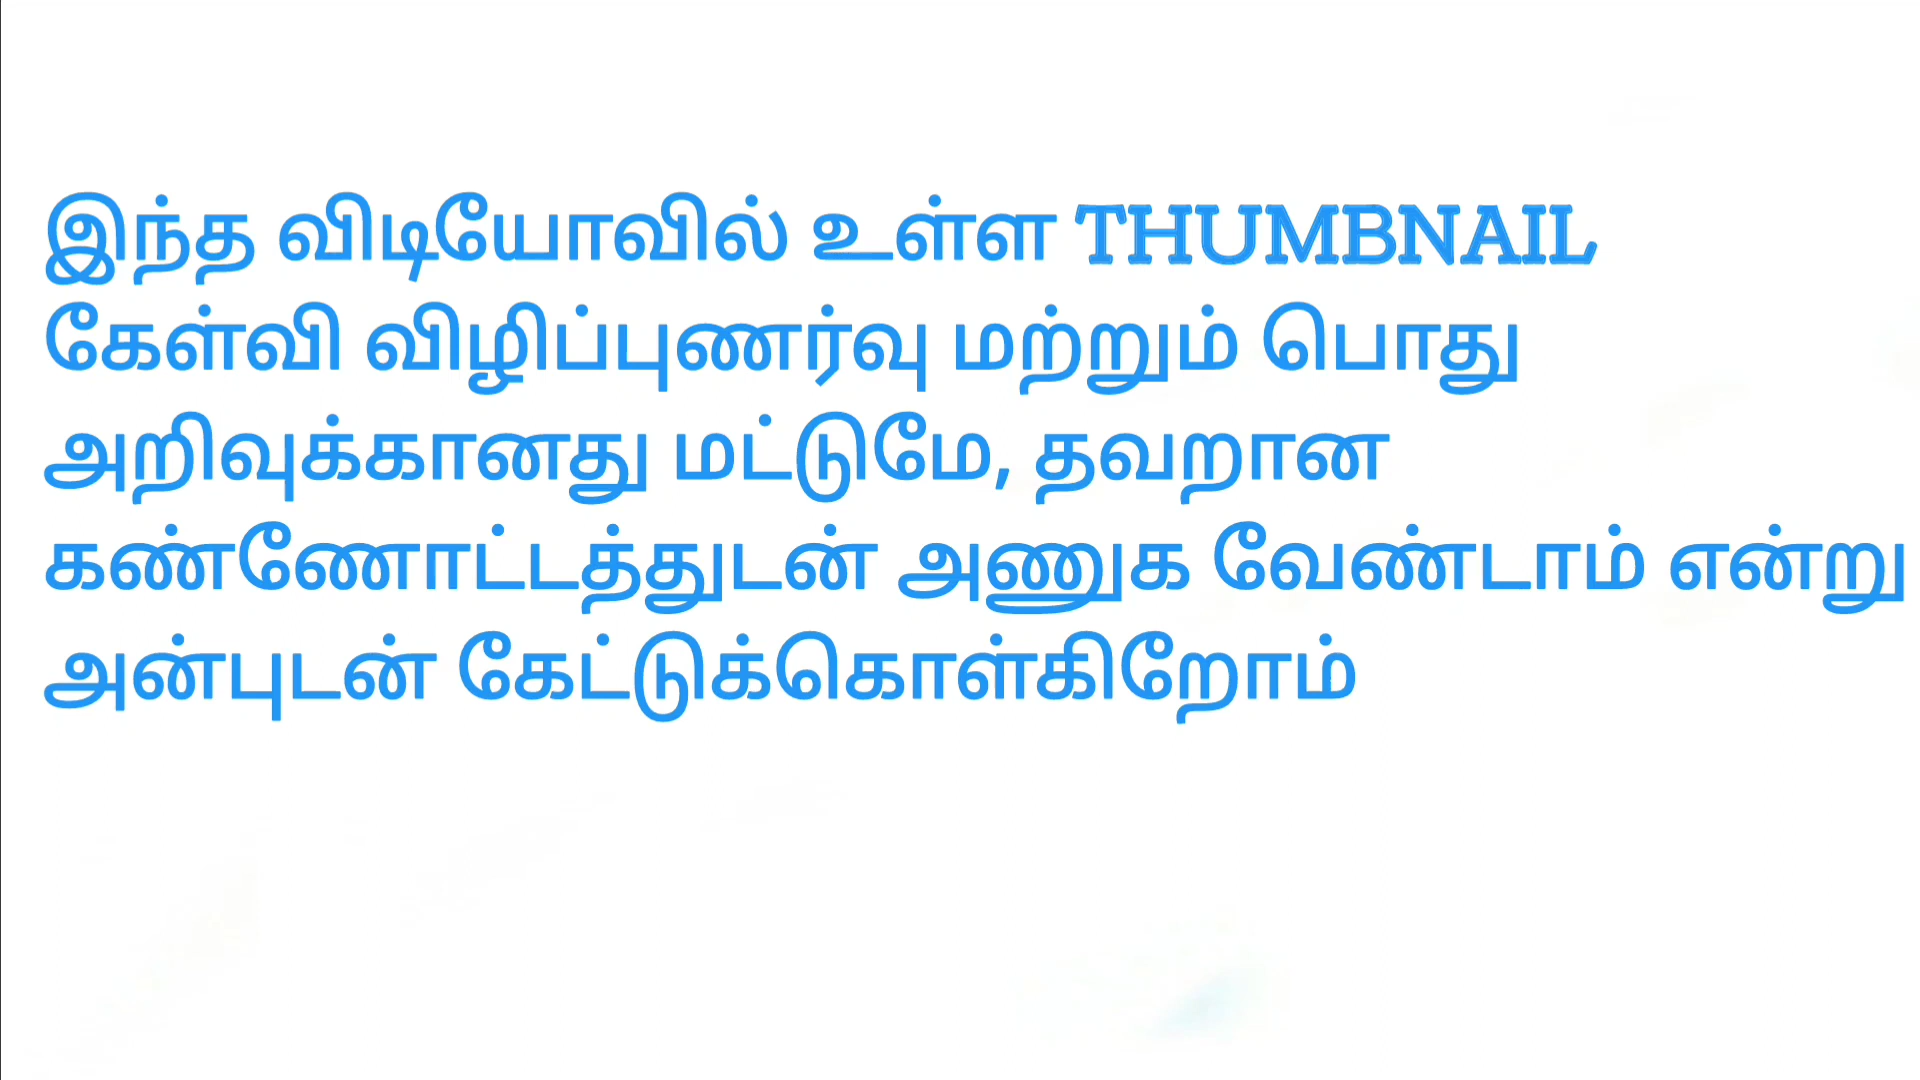 இந்த விடியோவில் உள்ள THUMBNAIL
கேள்வி விழிப்புணர்வு மற்றும் பொது
அறிவுக்கானது மட்டுமே, தவறான
கண்ணோட்டத்துடன் அணுக வேண்டாம் என்று
அன்புடன் கேட்டுக்கொள்கிறோம்